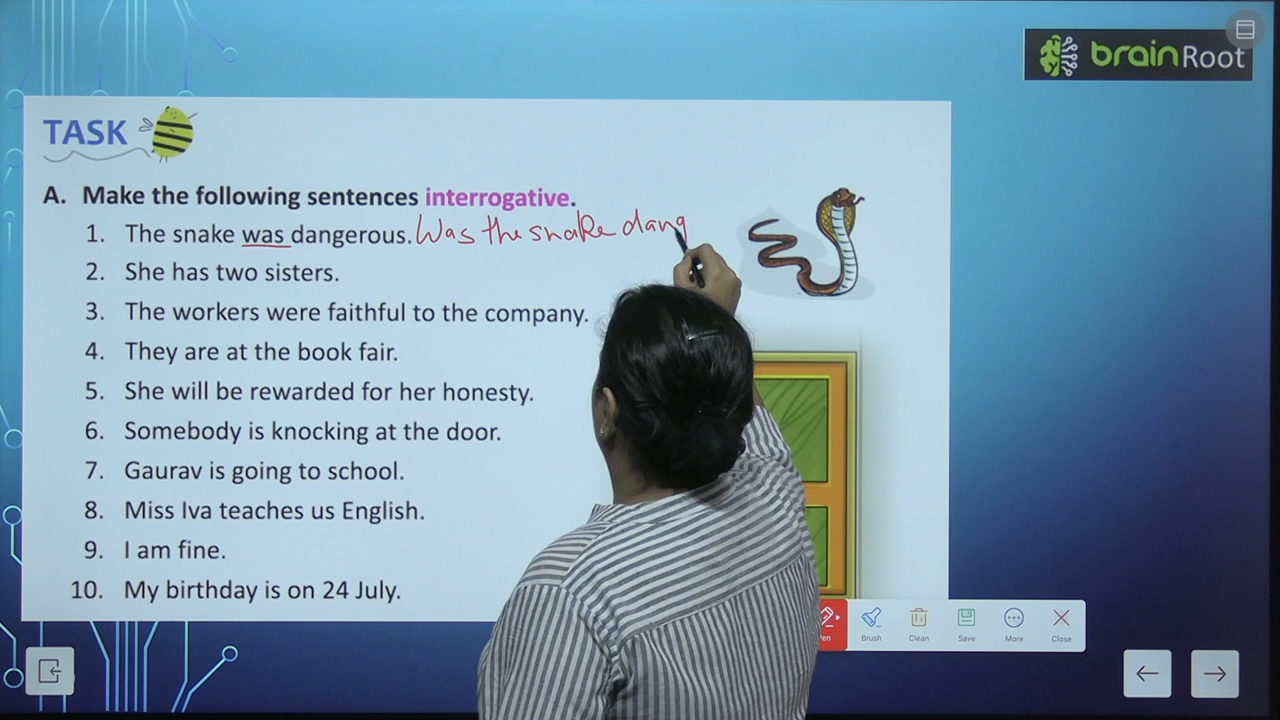 brainRoot
TASK
A. Make the following sentences interrogative.
1. The snake was dangerous. Was the snake dang
2. She has two sisters.
3. The workers were faithful to the company.
4. They are at the book fair.
5. She will be rewarded for her honesty.
6. Somebody is knocking at the door.
7. Gaurav is going to school.
8. Miss Iva teaches us English.
9. I am fine.
10. My birthday is on 24 July.
Pen Brush Clean Save More Close